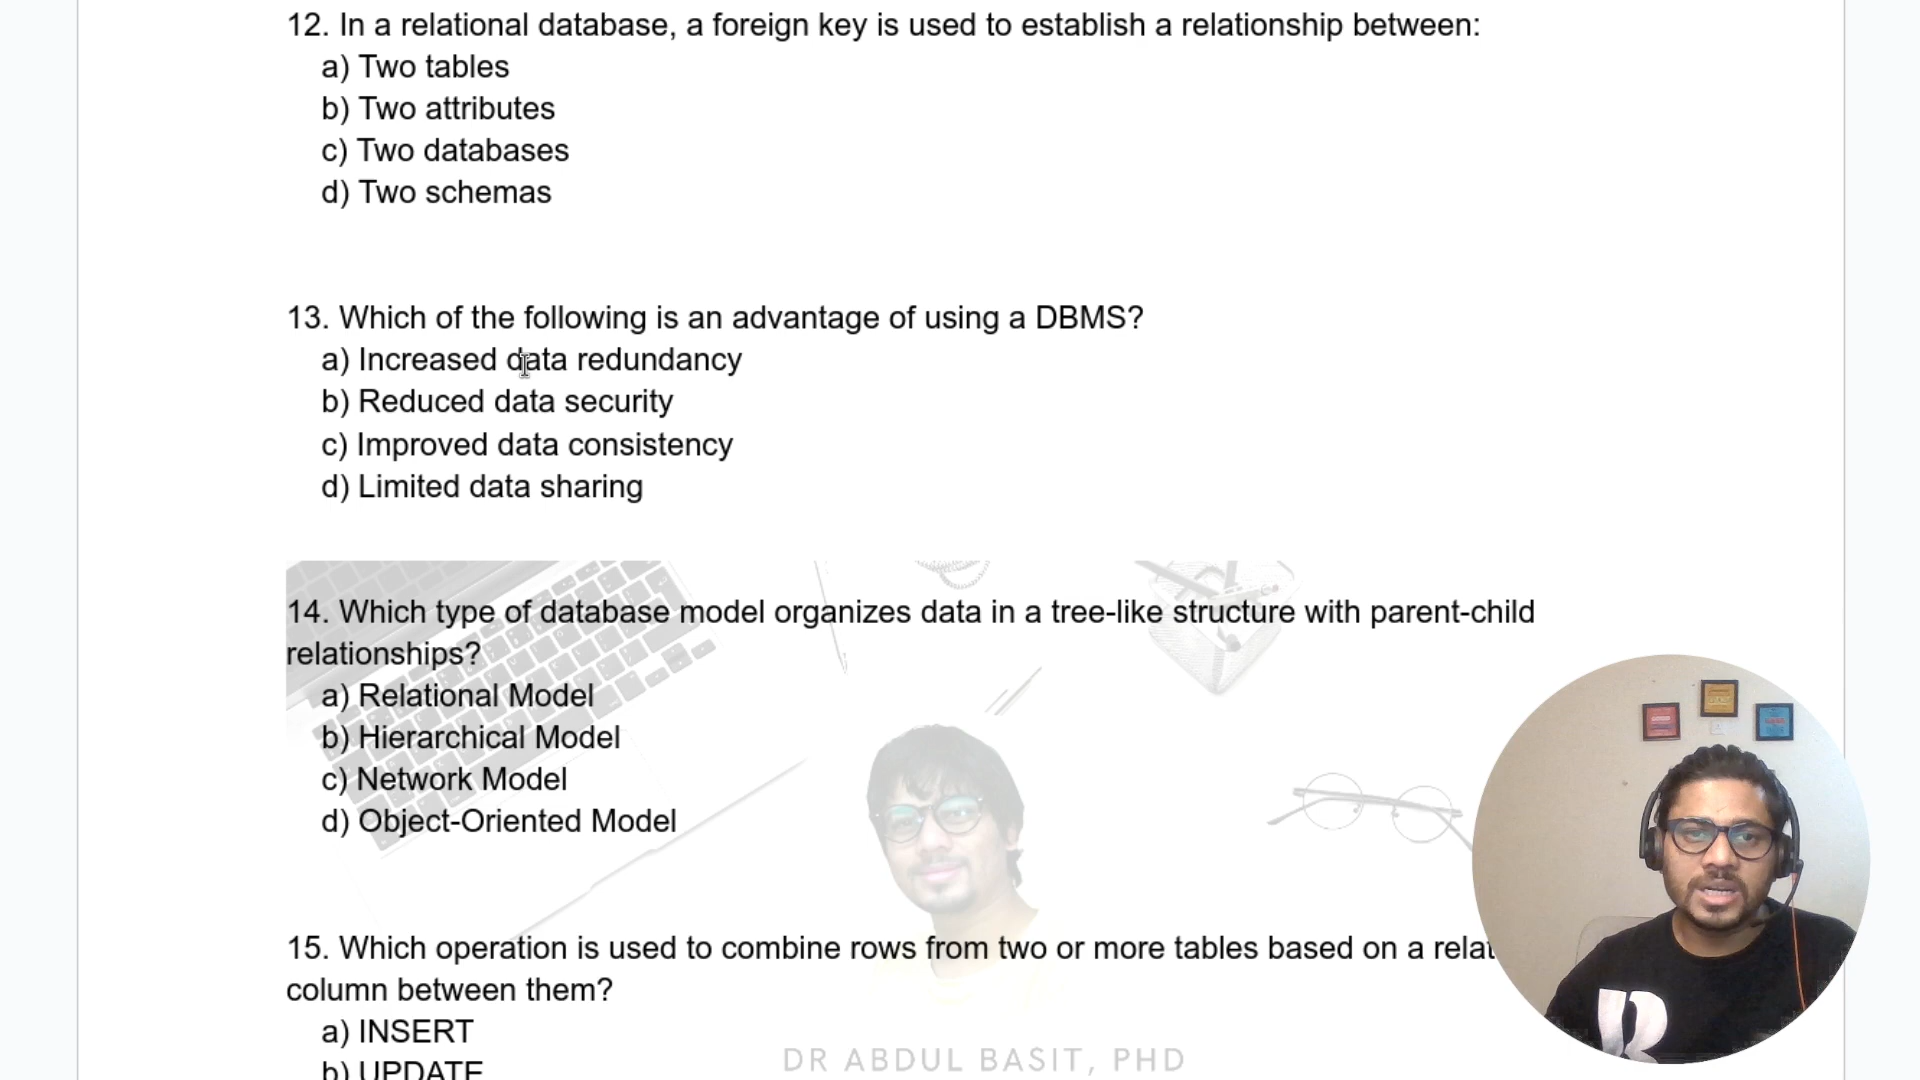 12. In a relational database, a foreign key is used to establish a relationship between:
a) Two tables
b) Two attributes
c) Two databases
d) Two schemas
13. Which of the following is an advantage of using a DBMS?
a) Increased data redundancy
b) Reduced data security
c) Improved data consistency
d) Limited data sharing
14. Which type of database model organizes data in a tree-like structure with parent-child
relationships?
a) Relational Model
b) Hierarchical Model
c) Network Model
d) Object-Oriented Model
15. Which operation is used to combine rows from two or more tables based on a relat
column between them?
a) INSERT
b) UPDATE
DR ABDUL BASIT, PHD